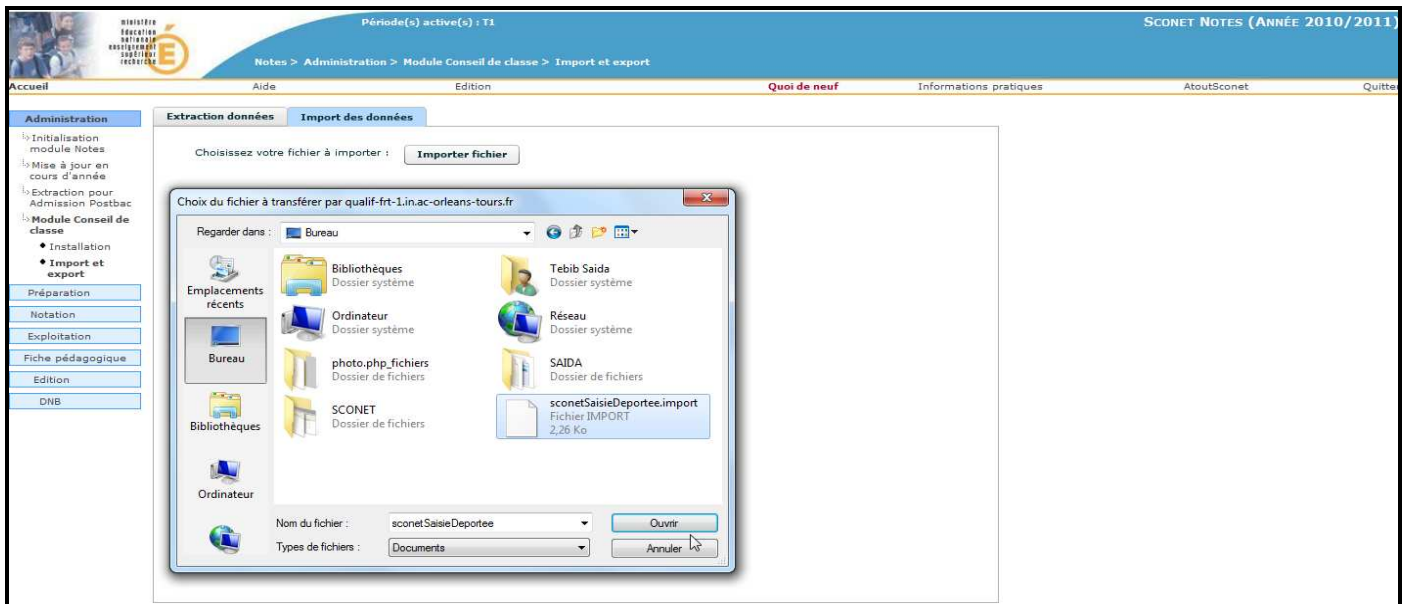 ministère
éducation
nationale
enseignement
supérieur
recherche
Période(s) active(s) : T1
SCONET NOTES (ANNÉE 2010/2011)
Notes > Administration > Module Conseil de classe > Import et export
Accueil
Aide
Edition
Quoi de neuf
Informations pratiques
AtoutSconet
Quitter
Administration
Initialisation
module Notes
Mise à jour en
cours d'année
Extraction pour
Admission Postbac
Module Conseil de
classe
Installation
Import et
export
Préparation
Notation
Exploitation
Fiche pédagogique
Edition
DNB
Extraction données
Import des données
Choisissez votre fichier à importer :
Importer fichier
Choix du fichier à transférer par qualif-frt-1.in.ac-orleans-tours.fr
Regarder dans :
Bureau
Emplacements
récents
Bureau
Bibliothèques
Ordinateur
Bibliothèques
Dossier système
Tebib Saida
Dossier système
Ordinateur
Dossier système
Réseau
Dossier système
photo.php_fichiers
Dossier de fichiers
SAIDA
Dossier de fichiers
SCONET
Dossier de fichiers
sconetSaisieDeportee.import
Fichier IMPORT
2,26 Ko
Nom du fichier :
sconetSaisieDeportee
Ouvrir
Types de fichiers :
Documents
Annuler